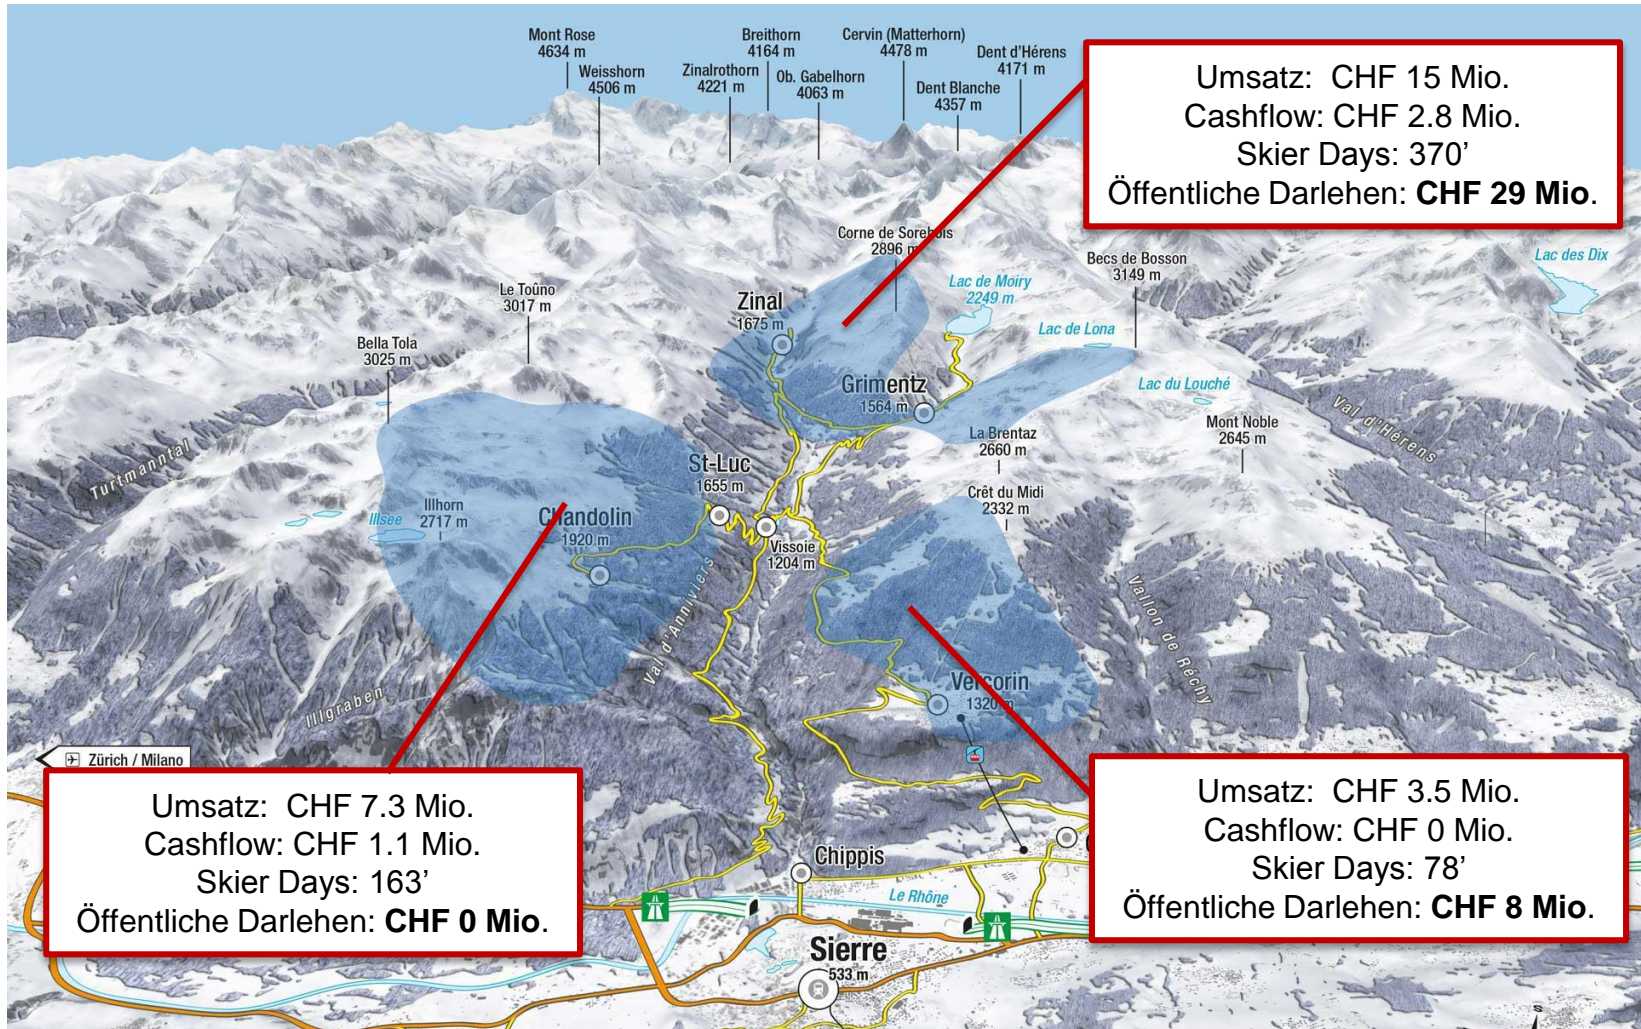 Mont Rose
4634 m
Weisshorn
4506 m
Zinalrothorn
4221 m
Breithorn
4164 m
Ob. Gabelhorn
4063 m
Cervin (Matterhorn)
4478 m
Dent Blanche
4357 m
Dent d'Hérens
4171 m
Umsatz: CHF 15 Mio.
Cashflow: CHF 2.8 Mio.
Skier Days: 370’
Öffentliche Darlehen: CHF 29 Mio.
Corne de Sorebois
2896 m
Becs de Bosson
3149 m
Lac des Dix
Lac de Moiry
2249 m
Le Toûno
3017 m
Zinal
1675 m
Lac de Lona
Bella Tola
3025 m
Grimentz
1564 m
Lac du Louché
Val d'Hérens
Mont Noble
2645 m
La Brentaz
2660 m
Turtmanntal
St-Luc
1655 m
Crêt du Midi
2332 m
Illsee
Illhorn
2717 m
Chandolin
1920 m
Vissoie
1204 m
Val d'Anniviers
Vallon de Réchy
Vercorin
1320 m
Illgraben
Zürich / Milano
Umsatz: CHF 7.3 Mio.
Cashflow: CHF 1.1 Mio.
Skier Days: 163’
Öffentliche Darlehen: CHF 0 Mio.
Umsatz: CHF 3.5 Mio.
Cashflow: CHF 0 Mio.
Skier Days: 78’
Öffentliche Darlehen: CHF 8 Mio.
Chippis
Le Rhône
Sierre
533 m